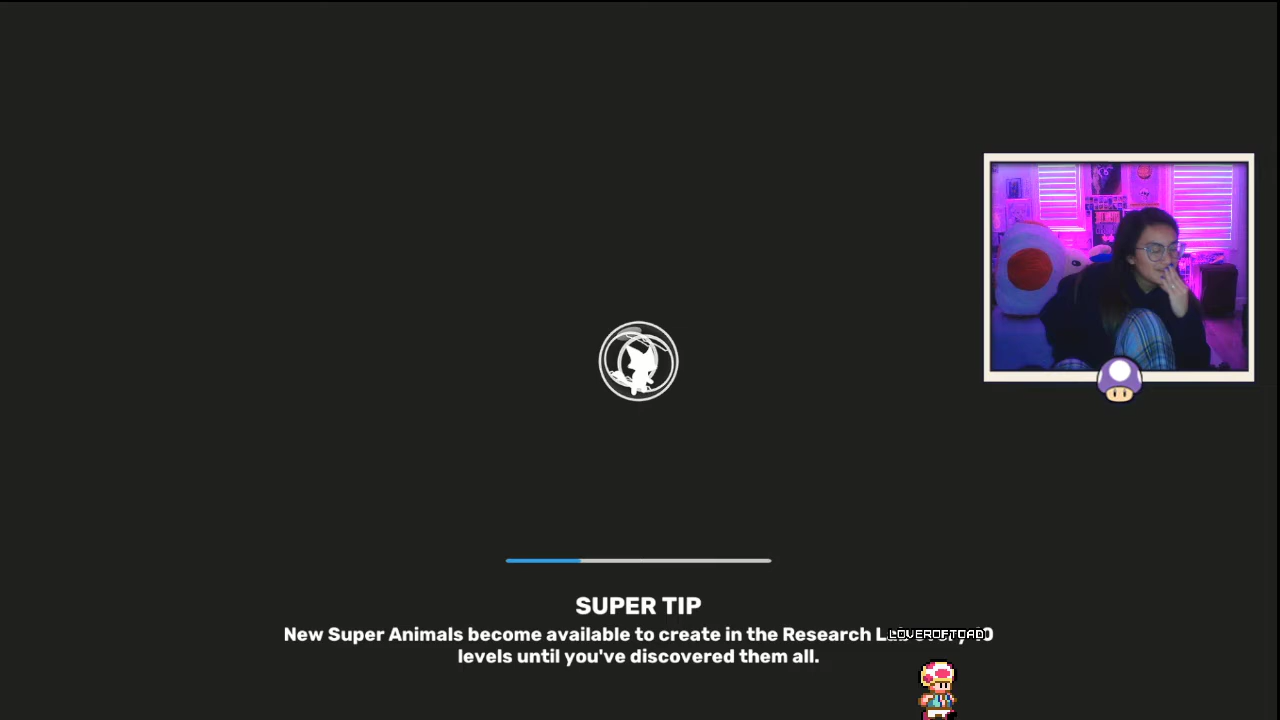 SUPER TIP
New Super Animals become available to create in the Research
LOVEROFTOAD
levels until you've discovered them all.